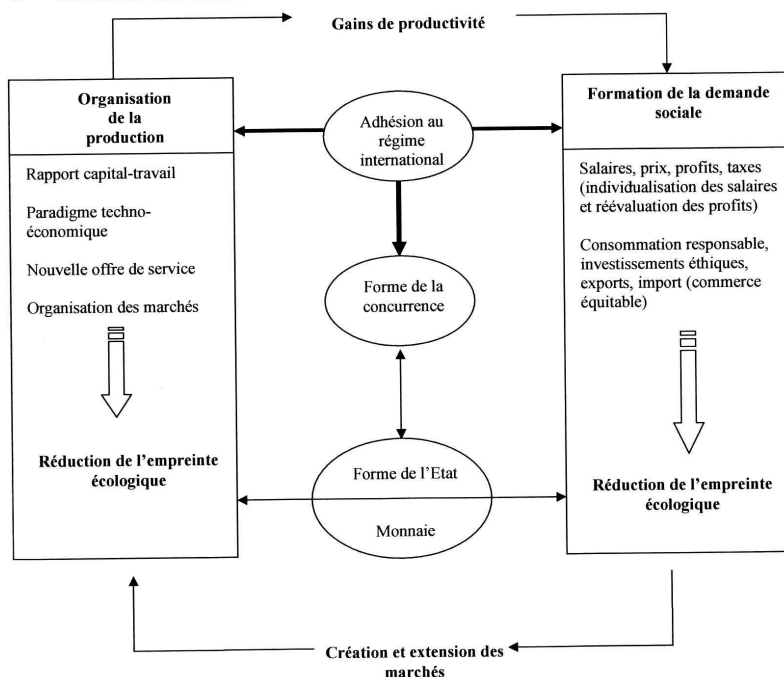 Gains de productivité
Organisation
de la
production
Rapport capital-travail
Paradigme techno-
économique
Nouvelle offre de service
Organisation des marchés
Réduction de l'empreinte
écologique
Adhésion au
régime
international
Forme de la
concurrence
Forme de l'Etat
Monnaie
Formation de la demande
sociale
Salaires, prix, profits, taxes
(individualisation des salaires
et réévaluation des profits)
Consommation responsable,
investissements éthiques,
exports, import (commerce
équitable)
Réduction de l'empreinte
écologique
Création et extension des
marchés